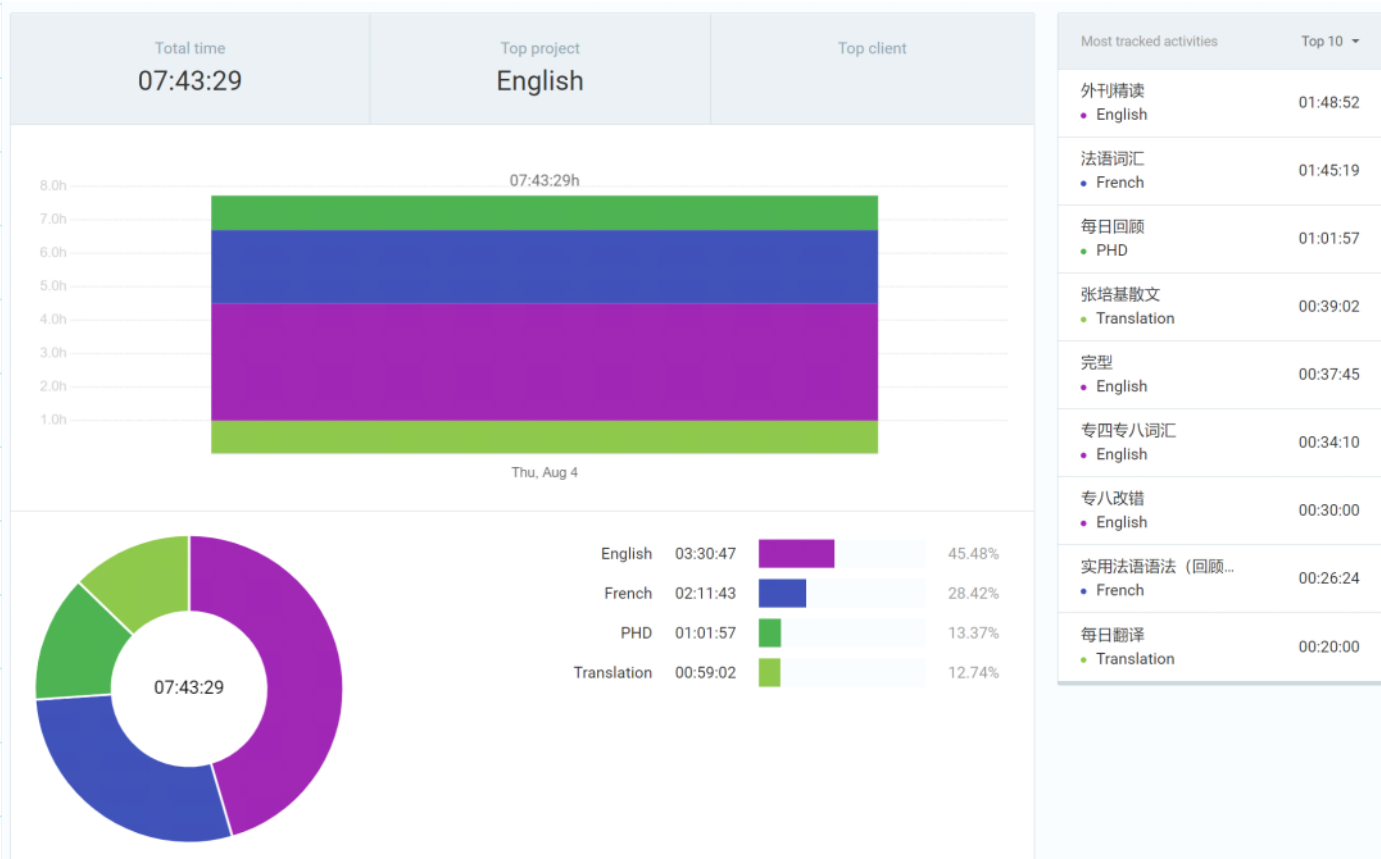 Total time
07:43:29
Top project
English
Top client
07:43:29h
8.0h
7.0h
6.0h
5.0h
4.0h
3.0h
2.0h
1.0h
Thu, Aug 4
07:43:29
English 03:30:47 45.48%
French 02:11:43 28.42%
PHD 01:01:57 13.37%
Translation 00:59:02 12.74%
Most tracked activities Top 10
外刊精读
English 01:48:52
法语词汇
French 01:45:19
每日回顾
PHD 01:01:57
张培基散文
Translation 00:39:02
完型
English 00:37:45
专四专八词汇
English 00:34:10
专八改错
English 00:30:00
实用法语语法（回顾...
French 00:26:24
每日翻译
Translation 00:20:00